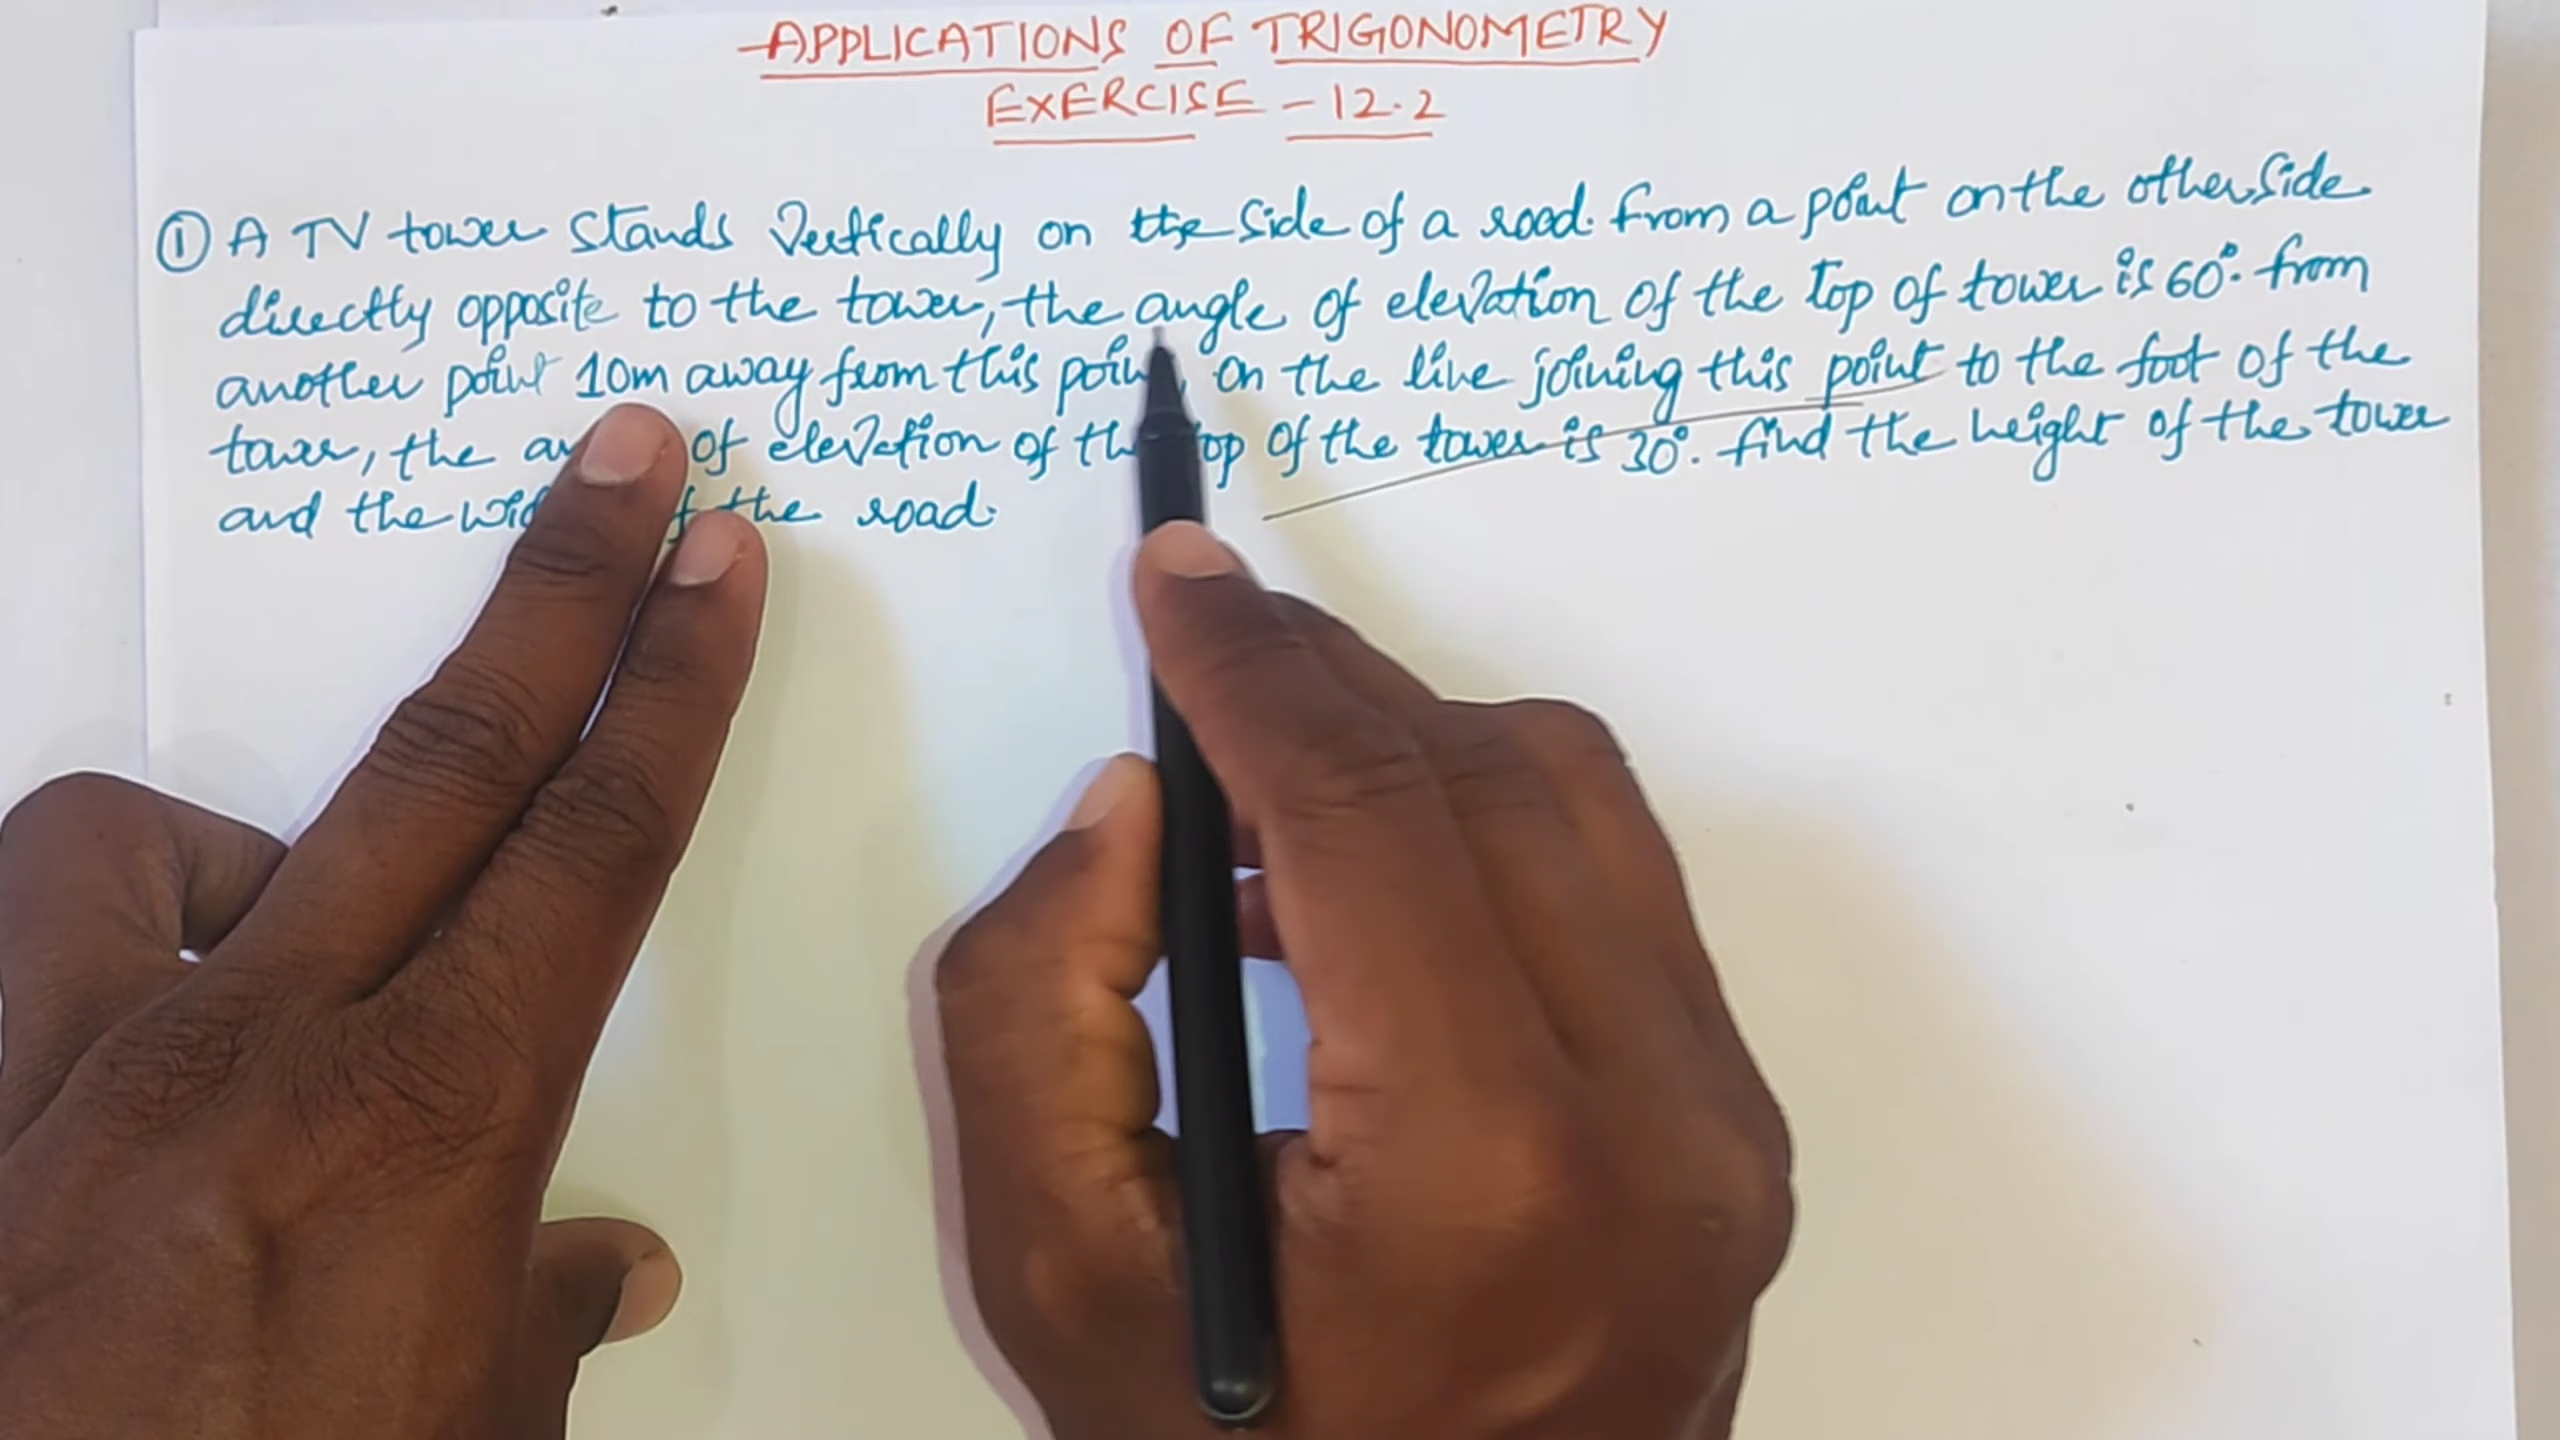 APPLICATIONS OF TRIGONOMETRY
EXERCISE - 12.2
① A TV tower stands Vertically on the side of a road. from a point on the other side
directly opposite to the tower, the angle of elevation of the top of tower is 60°. from
another point 10m away from this point, on the line joining this point to the foot of the
tower, the of elevation of the top of the tower is 30°. find the height of the tower
and the the road.